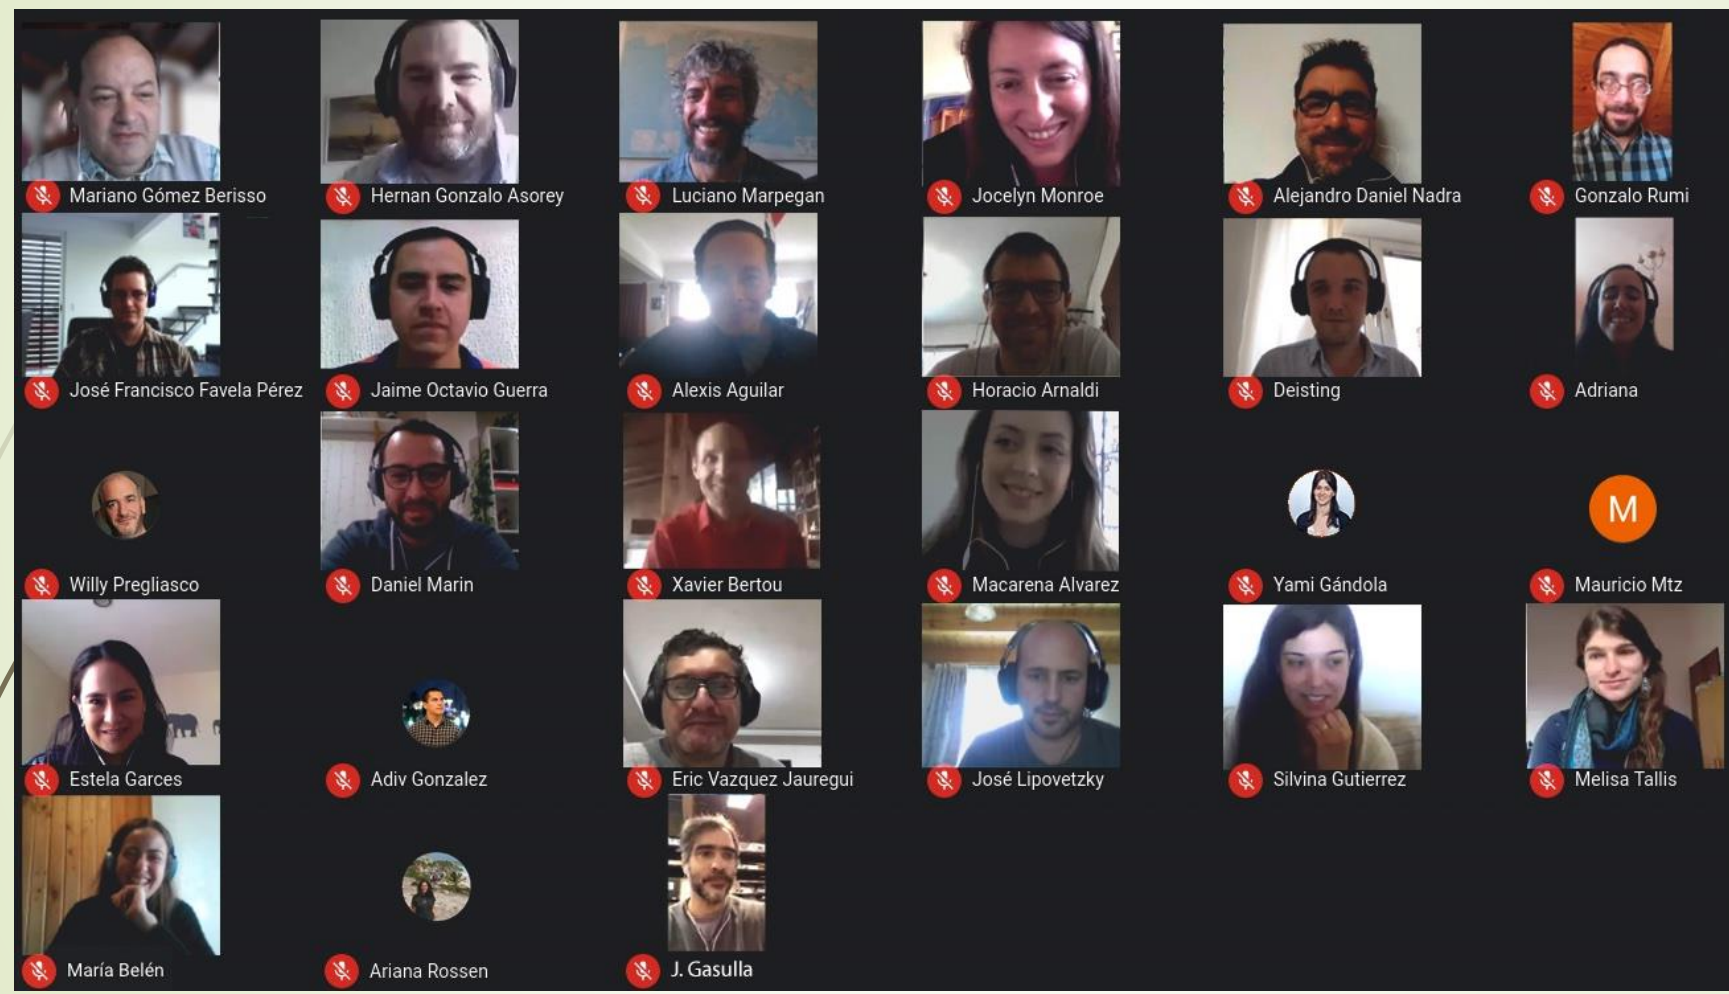 Mariano Gómez Berisso
Hernan Gonzalo Asorey
Luciano Marpegan
Jocelyn Monroe
Alejandro Daniel Nadra
Gonzalo Rumi
José Francisco Favela Pérez
Jaime Octavio Guerra
Alexis Aguilar
Horacio Arnaldi
Deisting
Adriana
Willy Pregliasco
Daniel Marin
Xavier Bertou
Macarena Alvarez
Yami Gándola
M
Mauricio Mtz
Estela Garces
Adiv Gonzalez
Eric Vazquez Jauregui
José Lipovetzky
Silvina Gutierrez
Melisa Tallis
María Belén
Ariana Rossen
J. Gasulla